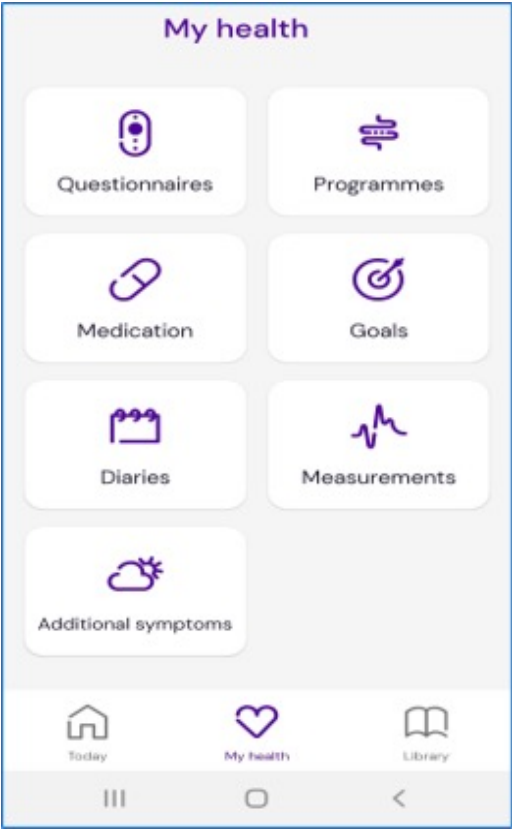 My health
Questionnaires
Programmes
Medication
Goals
Diaries
Measurements
Additional symptoms
Today
My health
Library